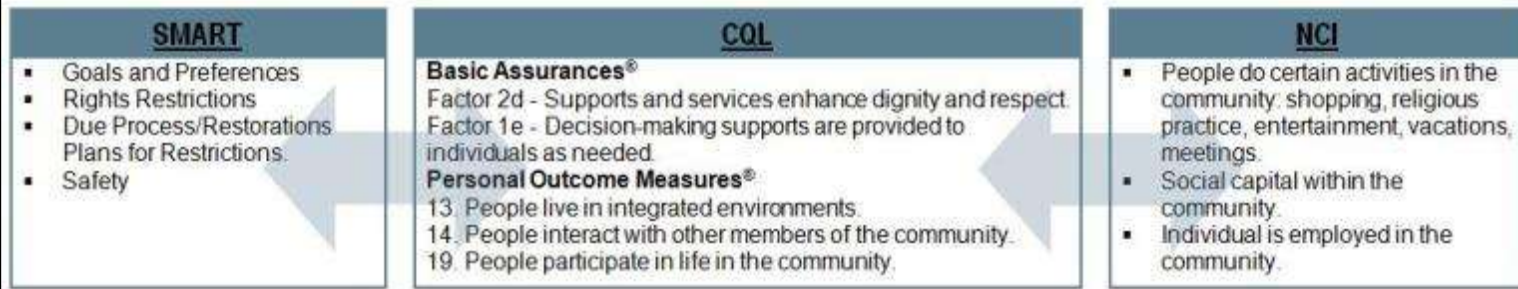 SMART
▪ Goals and Preferences
▪ Rights Restrictions
▪ Due Process/Restorations
Plans for Restrictions.
▪ Safety
CQL
Basic Assurances®
Factor 2d - Supports and services enhance dignity and respect.
Factor 1e - Decision-making supports are provided to
individuals as needed.
Personal Outcome Measures®
13. People live in integrated environments.
14. People interact with other members of the community.
19. People participate in life in the community.
NCI
▪ People do certain activities in the
community: shopping, religious
practice, entertainment, vacations,
meetings.
▪ Social capital within the
community.
▪ Individual is employed in the
community.